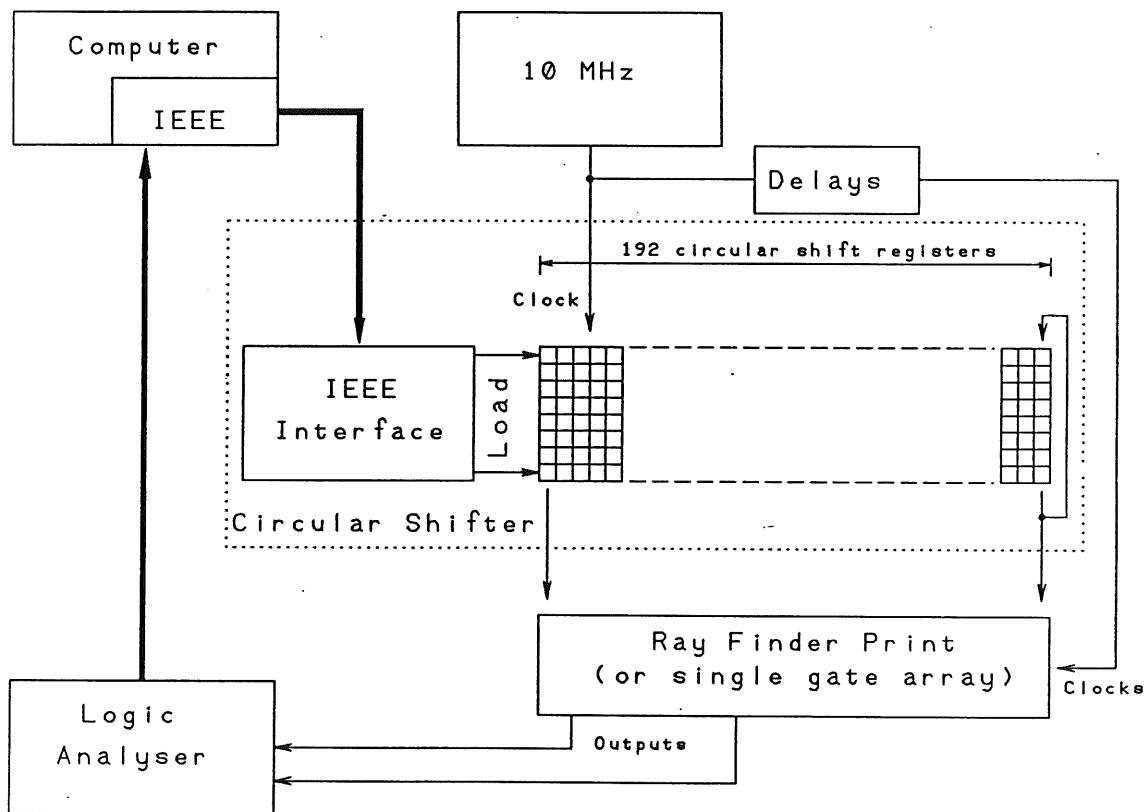 Computer
IEEE
10 MHz
Delays
192 circular shift registers
Clock
IEEE
Interface
Load
Circular Shifter
Ray Finder Print
(or single gate array)
Clocks
Logic
Analyser
Outputs